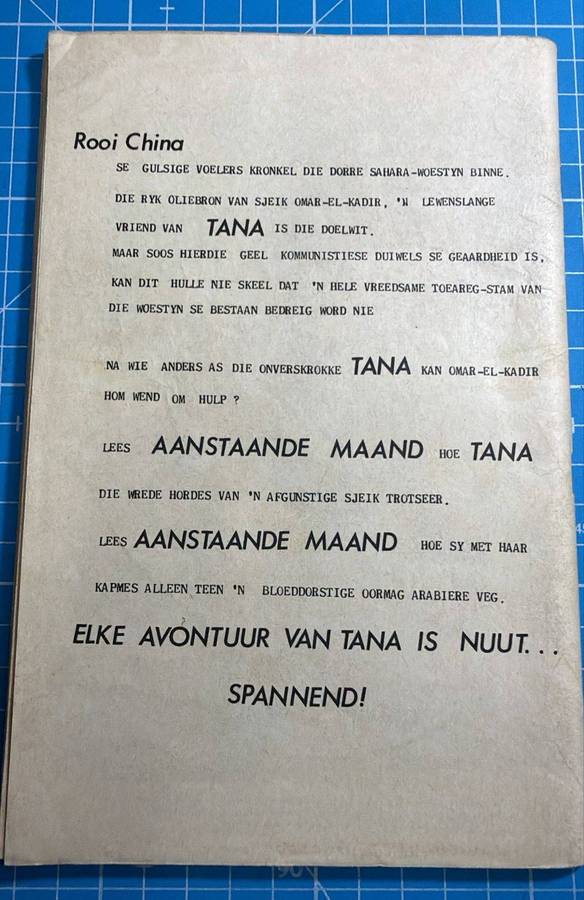 Rooi China
SE GULSIGE VOELERS KRONKEL DIE DORRE SAHARA-WOESTYN BINNE.
DIE RYK OLIEBRON VAN SJEIK OMAR-EL-KADIR, 'N LEWENSLANGE
VRIEND VAN TANA IS DIE DOELWIT.
MAAR SOOS HIERDIE GEEL KOMMUNISTIESE DUIWELS SE GEAARDHEID IS,
KAN DIT HULLE NIE SKEEL DAT 'N HELE VREEDSAME TOEAREG-STAM VAN
DIE WOESTYN SE BESTAAN BEDREIG WORD NIE
NA WIE ANDERS AS DIE ONVERSKROKKE TANA KAN OMAR-EL-KADIR
HOM WEND OM HULP ?
LEES AANSTAANDE MAAND HOE TANA
DIE WREDE HORDES VAN 'N AFGUNSTIGE SJEIK TROTSEER.
LEES AANSTAANDE MAAND HOE SY MET HAAR
KAPMES ALLEEN TEEN 'N BLOEDDORSTIGE OORMAG ARABIERE VEG.
ELKE AVONTUUR VAN TANA IS NUUT...
SPANNEND!
90